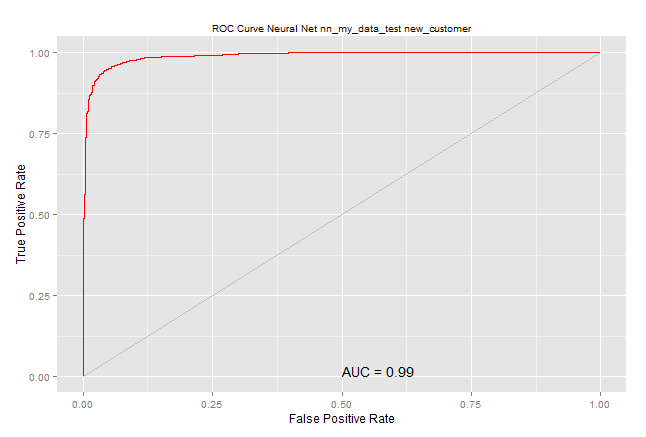 ROC Curve Neural Net nn_my_data_test new_customer
1.00
0.75
0.50
0.25
0.00
True Positive Rate
AUC = 0.99
0.00 0.25 0.50 0.75 1.00
False Positive Rate